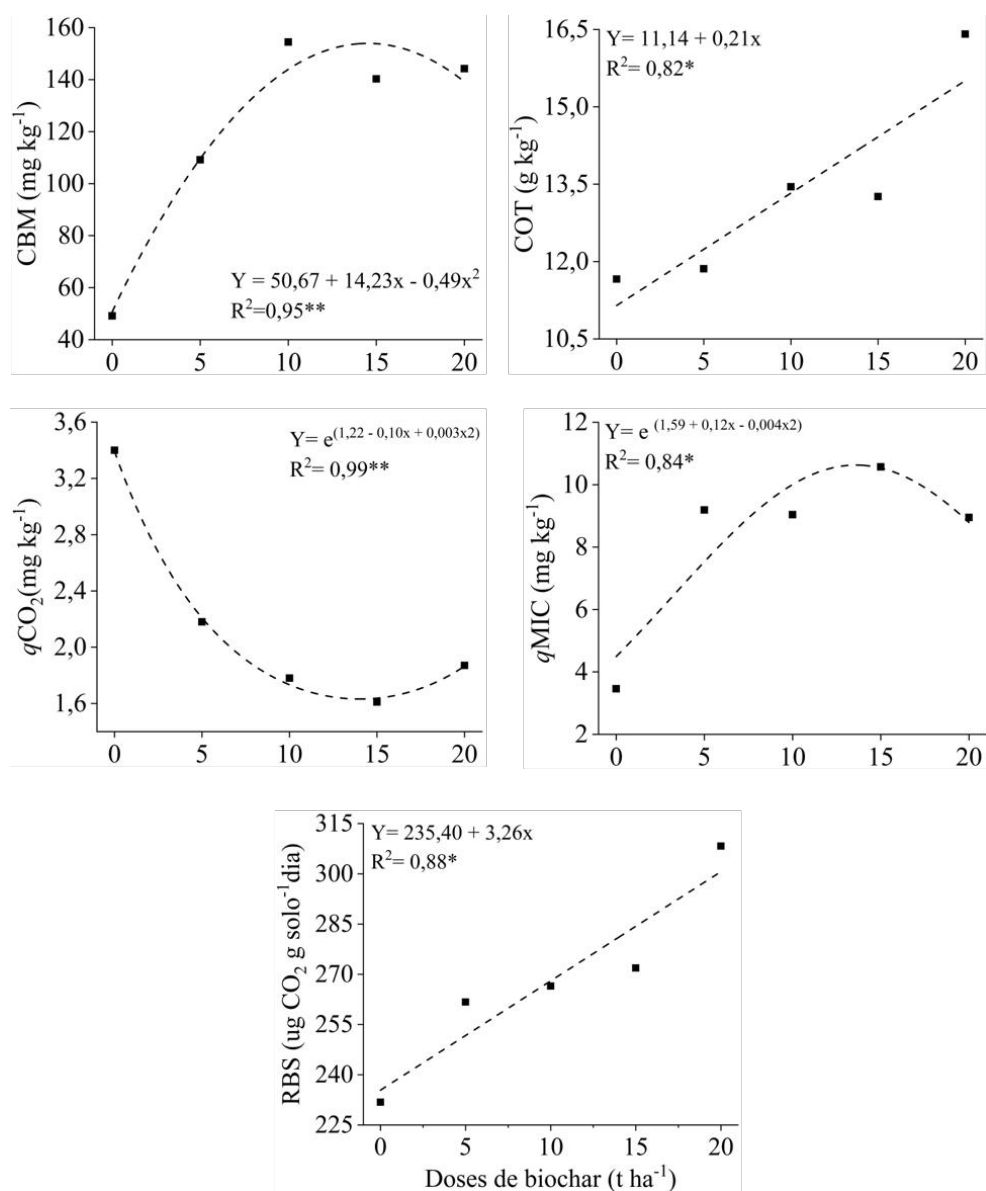 160
140
120
100
80
60
40
CBM (mg kg⁻¹)
Y = 50,67 + 14,23x - 0,49x²
R²=0,95**
0 5 10 15 20
16,5
15,0
13,5
12,0
10,5
COT (g kg⁻¹)
Y= 11,14 + 0,21x
R²= 0,82*
0 5 10 15 20
3,6
3,2
2,8
2,4
2,0
1,6
qCO₂(mg kg⁻¹)
Y= e^(1,22 - 0,10x + 0,003x2)
R²= 0,99**
0 5 10 15 20
12
10
8
6
4
2
qMIC (mg kg⁻¹)
Y= e^(1,59 + 0,12x - 0,004x2)
R²= 0,84*
0 5 10 15 20
315
300
285
270
255
240
225
RBS (ug CO₂ g solo⁻¹dia)
Y= 235,40 + 3,26x
R²= 0,88*
0 5 10 15 20
Doses de biochar (t ha⁻¹)